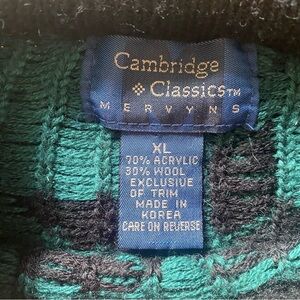 Cambridge
❖ Classics™
MERVYNS
XL
70% ACRYLIC
30% WOOL
EXCLUSIVE
OF TRIM
MADE IN
KOREA
CARE ON REVERSE